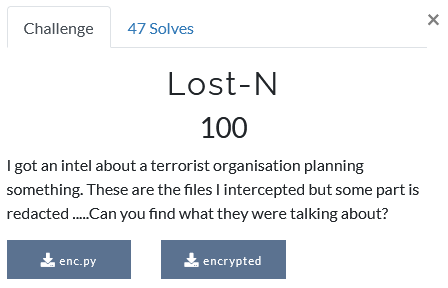 Challenge
47 Solves
×
Lost-N
100
I got an intel about a terrorist organisation planning
something. These are the files I intercepted but some part is
redacted .....Can you find what they were talking about?
enc.py
encrypted